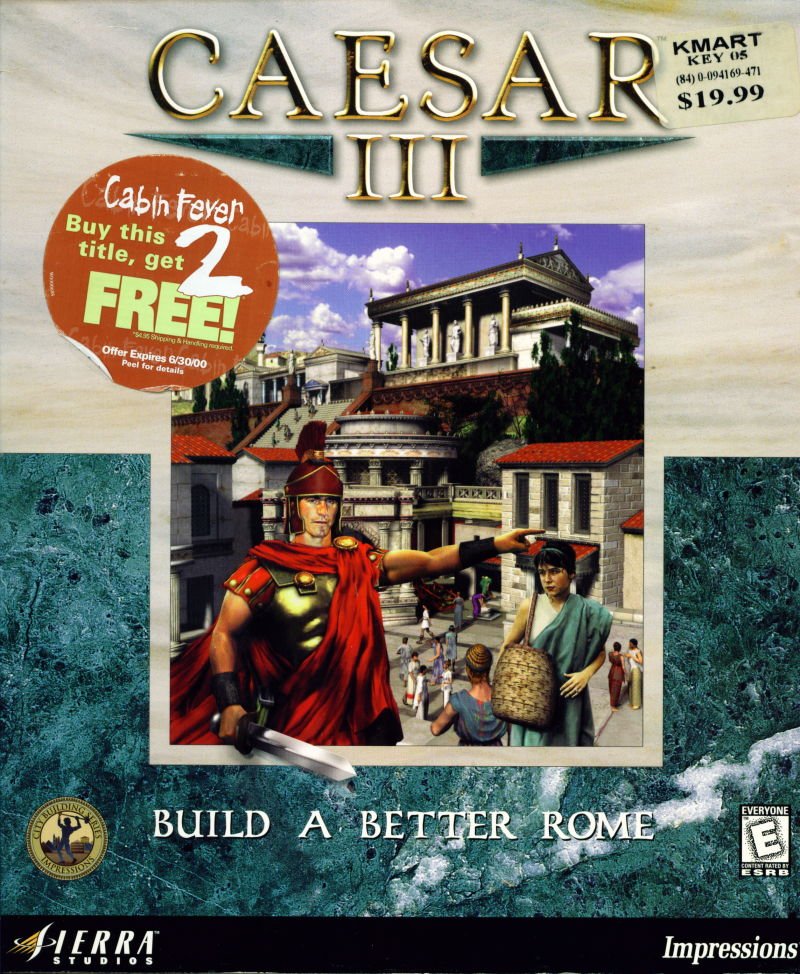 CAESAR
III
™
KMART
KEY 05
(84) 0-094169-471
$19.99
Cabin Fever
2
Buy this
title, get
FREE!
*$4.95 Shipping & Handling required.
Offer Expires 6/30/00
Peel for details
BUILD A BETTER ROME
CITY BUILDING SERIES
IMPRESSIONS
EVERYONE
E
CONTENT RATED BY
ESRB
SIERRA™
STUDIOS
Impressions